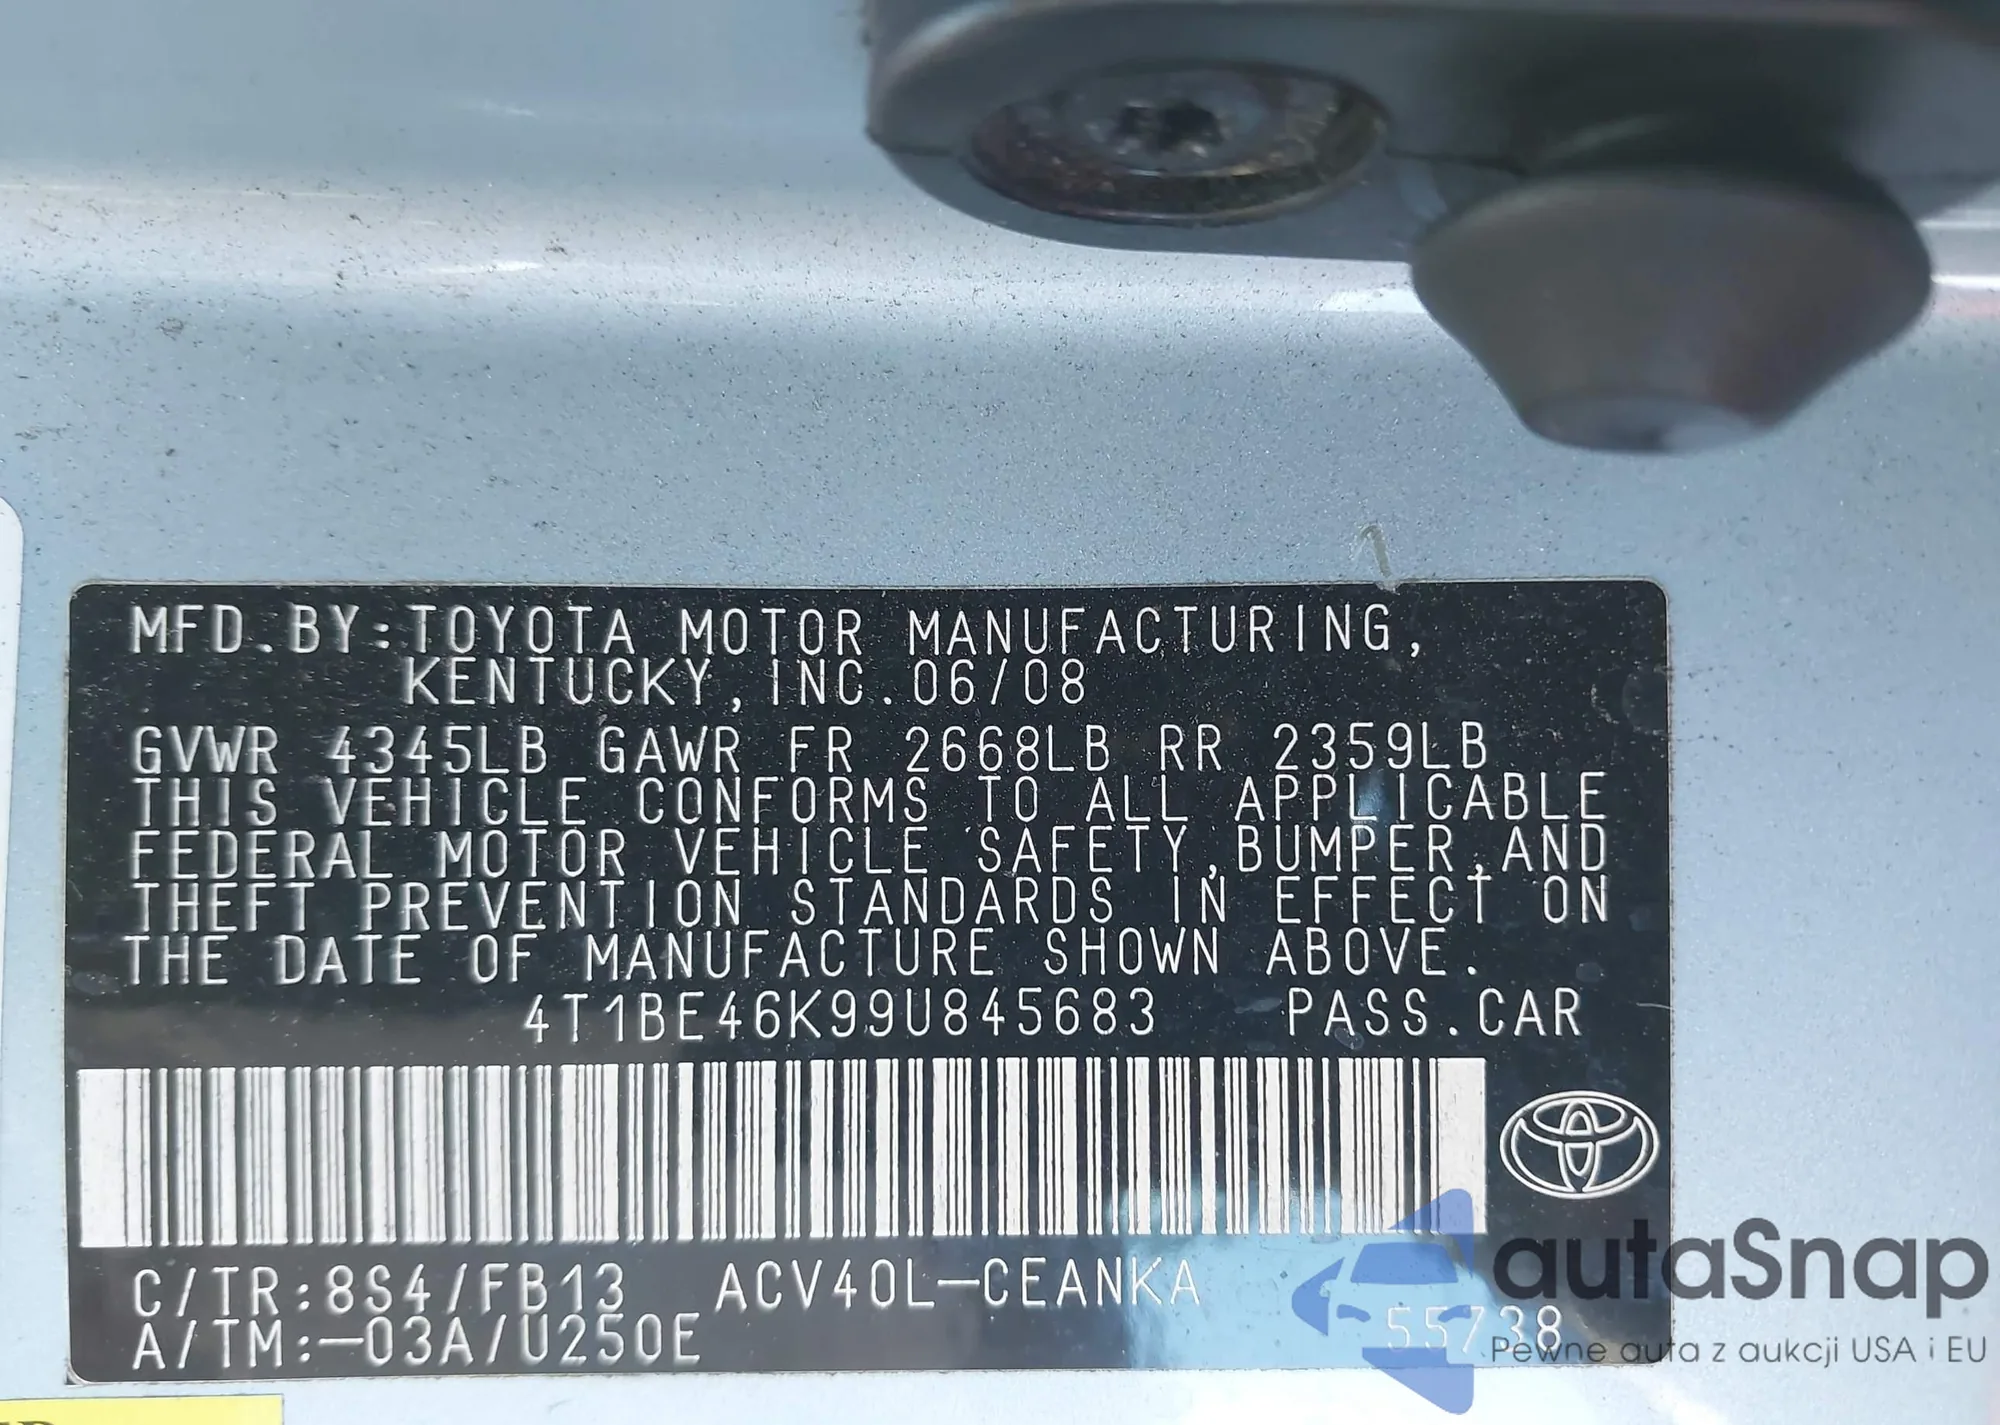 MFD.BY:TOYOTA MOTOR MANUFACTURING,
KENTUCKY, INC.06/08
GVWR 4345LB GAWR FR 2668LB RR 2359LB
THIS VEHICLE CONFORMS TO ALL APPLICABLE
FEDERAL MOTOR VEHICLE SAFETY,BUMPER,AND
THEFT PREVENTION STANDARDS IN EFFECT ON
THE DATE OF MANUFACTURE SHOWN ABOVE.
4T1BE46K99U845683 PASS.CAR
C/TR:8S4/FB13 ACV40L-CEANKA
A/TM:-03A/U250E 55738
autaSnap
Pewne auta z aukcji USA i EU